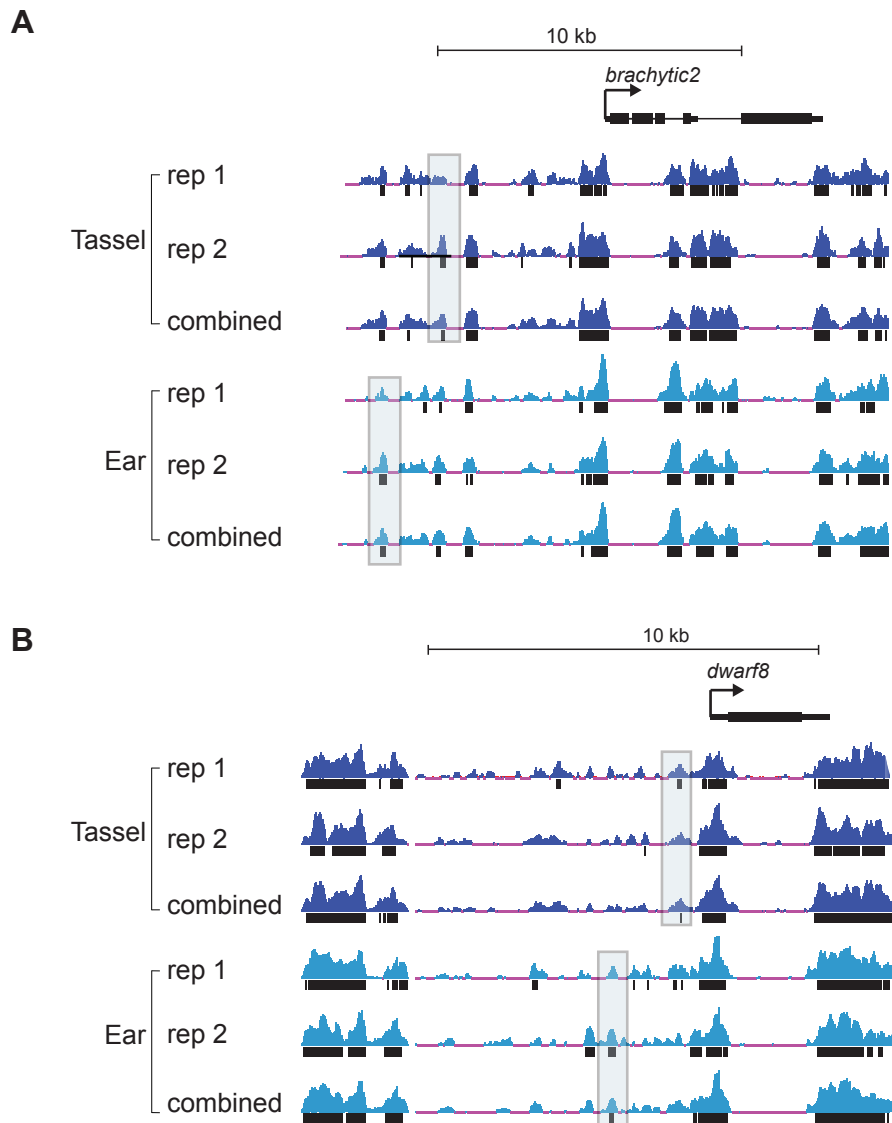 A
10 kb
brachytic2
Tassel
rep 1
rep 2
combined
Ear
rep 1
rep 2
combined
B
10 kb
dwarf8
Tassel
rep 1
rep 2
combined
Ear
rep 1
rep 2
combined